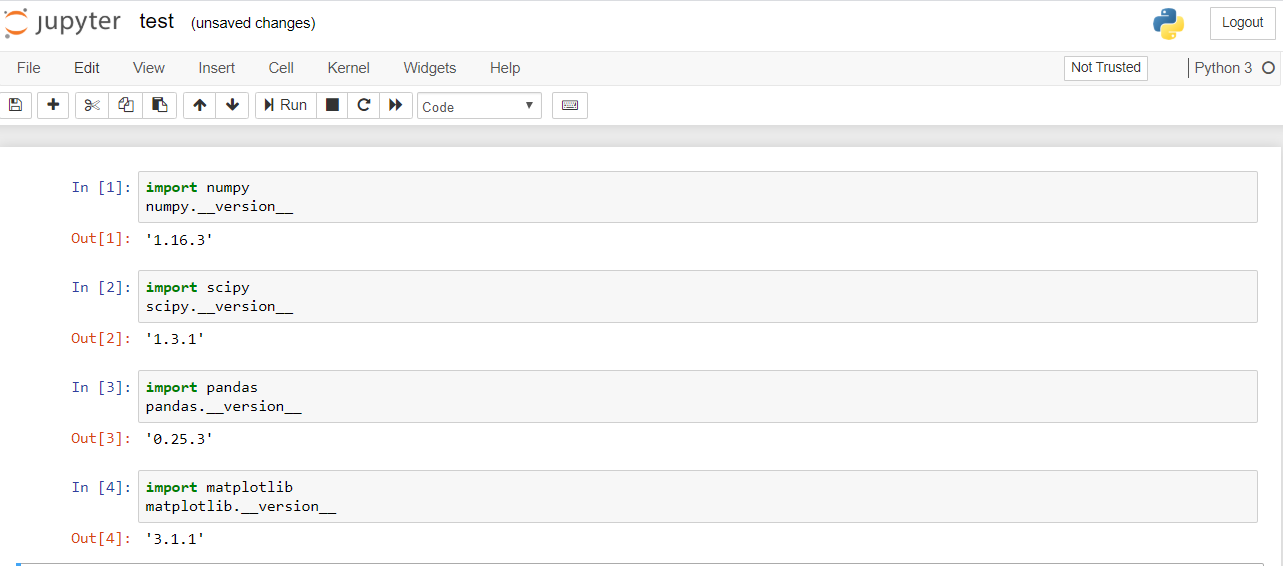 jupyter test (unsaved changes) Logout
File Edit View Insert Cell Kernel Widgets Help Not Trusted Python 3
Run Code
In [1]: import numpy
numpy.__version__
Out[1]: '1.16.3'
In [2]: import scipy
scipy.__version__
Out[2]: '1.3.1'
In [3]: import pandas
pandas.__version__
Out[3]: '0.25.3'
In [4]: import matplotlib
matplotlib.__version__
Out[4]: '3.1.1'